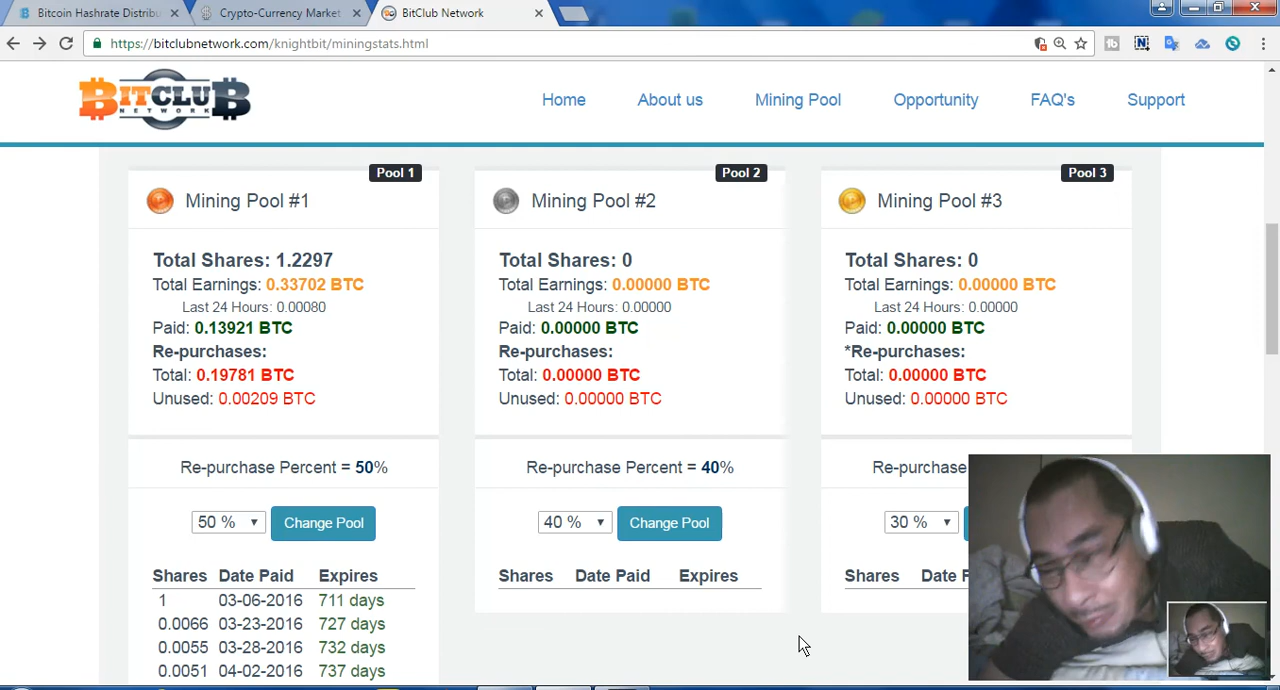 Bitcoin Hashrate Distribu
Crypto-Currency Market
BitClub Network
https://bitclubnetwork.com/knightbit/miningstats.html
BITCLUB
NETWORK
Home
About us
Mining Pool
Opportunity
FAQ's
Support
Pool 1
Mining Pool #1
Total Shares: 1.2297
Total Earnings: 0.33702 BTC
Last 24 Hours: 0.00080
Paid: 0.13921 BTC
Re-purchases:
Total: 0.19781 BTC
Unused: 0.00209 BTC
Re-purchase Percent = 50%
50 %
Change Pool
Shares Date Paid Expires
1 03-06-2016 711 days
0.0066 03-23-2016 727 days
0.0055 03-28-2016 732 days
0.0051 04-02-2016 737 days
Pool 2
Mining Pool #2
Total Shares: 0
Total Earnings: 0.00000 BTC
Last 24 Hours: 0.00000
Paid: 0.00000 BTC
Re-purchases:
Total: 0.00000 BTC
Unused: 0.00000 BTC
Re-purchase Percent = 40%
40 %
Change Pool
Shares Date Paid Expires
Pool 3
Mining Pool #3
Total Shares: 0
Total Earnings: 0.00000 BTC
Last 24 Hours: 0.00000
Paid: 0.00000 BTC
*Re-purchases:
Total: 0.00000 BTC
Unused: 0.00000 BTC
Re-purchase Per
30 %
Shares Date P